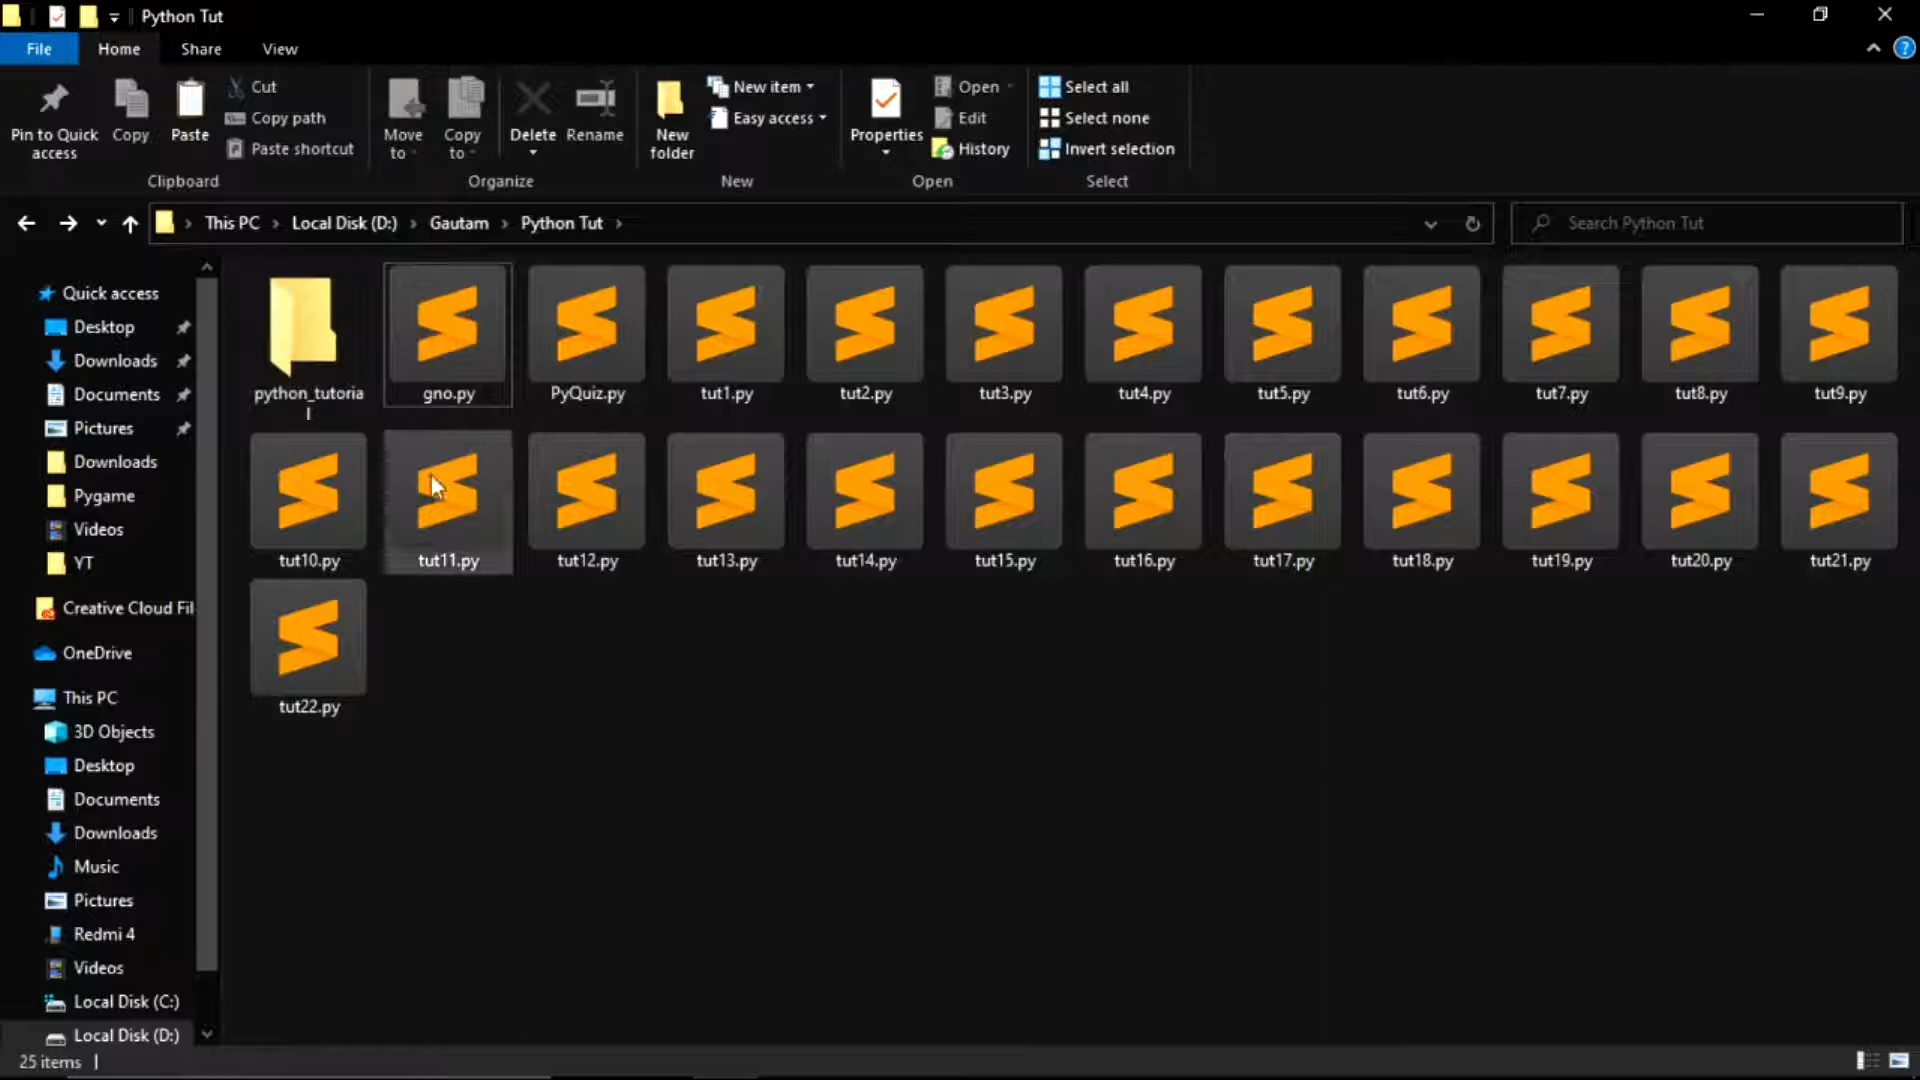 Python Tut
File Home Share View
Pin to Quick access
Copy
Paste
Cut
Copy path
Paste shortcut
Clipboard
Move to
Copy to
Delete
Rename
Organize
New folder
New item
Easy access
New
Properties
Open
Edit
History
Open
Select all
Select none
Invert selection
Select
This PC > Local Disk (D:) > Gautam > Python Tut >
Search Python Tut
Quick access
Desktop
Downloads
Documents
Pictures
Downloads
Pygame
Videos
YT
Creative Cloud Fil
OneDrive
This PC
3D Objects
Desktop
Documents
Downloads
Music
Pictures
Redmi 4
Videos
Local Disk (C:)
Local Disk (D:)
python_tutoria
l
gno.py PyQuiz.py tut1.py tut2.py tut3.py tut4.py tut5.py tut6.py tut7.py tut8.py tut9.py
tut10.py tut11.py tut12.py tut13.py tut14.py tut15.py tut16.py tut17.py tut18.py tut19.py tut20.py tut21.py
tut22.py
25 items